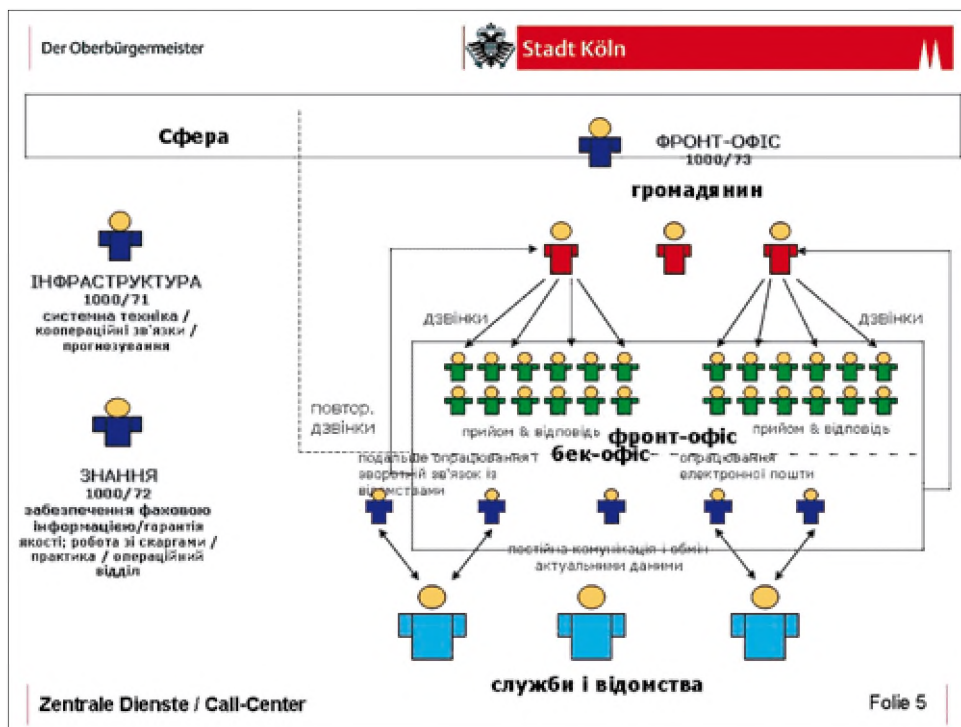 Der Oberbürgermeister
Stadt Köln
Сфера
ФРОНТ-ОФІС
1000/73
громадянин
ІНФРАСТРУКТУРА
1000/71
системна техніка /
коопераційні зв'язки /
прогнозування
дзвінки
дзвінки
повтор.
дзвінки
прийом & відповідь
прийом & відповідь
фронт-офіс
бек-офіс
подальше опрацювання і
зворотній зв'язок із
відомствами
опрацювання
електронної пошти
ЗНАННЯ
1000/72
забезпечення фаховою
інформацією/гарантія
якості; робота зі скаргами /
практика / операційний
відділ
постійна комунікація і обмін
актуальними даними
служби і відомства
Zentrale Dienste / Call-Center
Folie 5